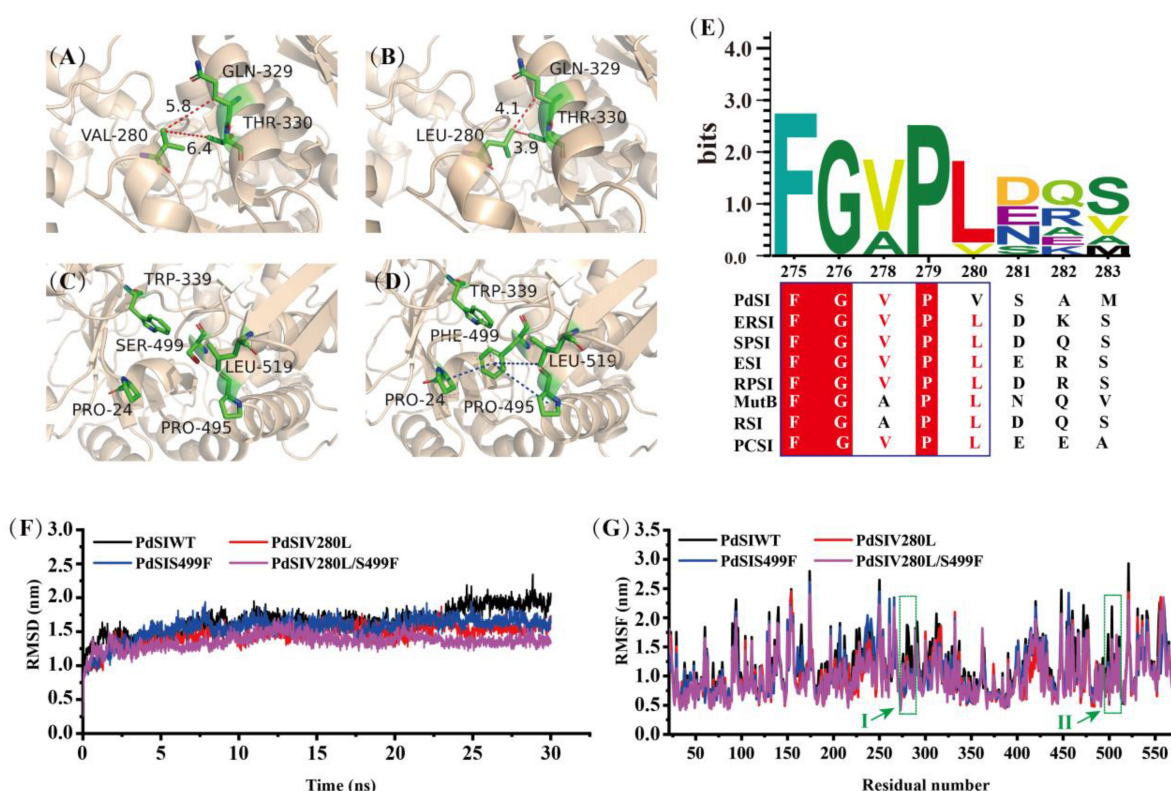 (A)
GLN-329
5.8
VAL-280
THR-330
6.4
(B)
GLN-329
4.1
LEU-280
THR-330
3.9
(C)
TRP-339
SER-499
LEU-519
PRO-24
PRO-495
(D)
TRP-339
PHE-499
LEU-519
PRO-24
PRO-495
(E)
bits
4.0
3.0
2.0
1.0
0.0
F G V A P L V D E N S Q R A E K S V A M
275 276 278 279 280 281 282 283
PdSI F G V P V S A M
ERSI F G V P L D K S
SPSI F G V P L D Q S
ESI F G V P L E R S
RPSI F G V P L D R S
MutB F G A P L N Q V
RSI F G A P L D Q S
PCSI F G V P L E E A
(F)
PdSIWT PdSIV280L
PdSIS499F PdSIV280L/S499F
RMSD (nm)
3.0
2.5
2.0
1.5
1.0
0.5
0.0
0 5 10 15 20 25 30
Time (ns)
(G)
PdSIWT PdSIV280L
PdSIS499F PdSIV280L/S499F
RMSF (nm)
3.5
3.0
2.5
2.0
1.5
1.0
0.5
0.0
I
II
50 100 150 200 250 300 350 400 450 500 550
Residual number